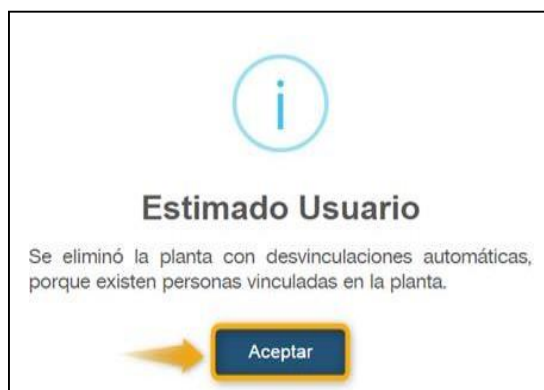 Estimado Usuario
Se eliminó la planta con desvinculaciones automáticas,
porque existen personas vinculadas en la planta.
Aceptar